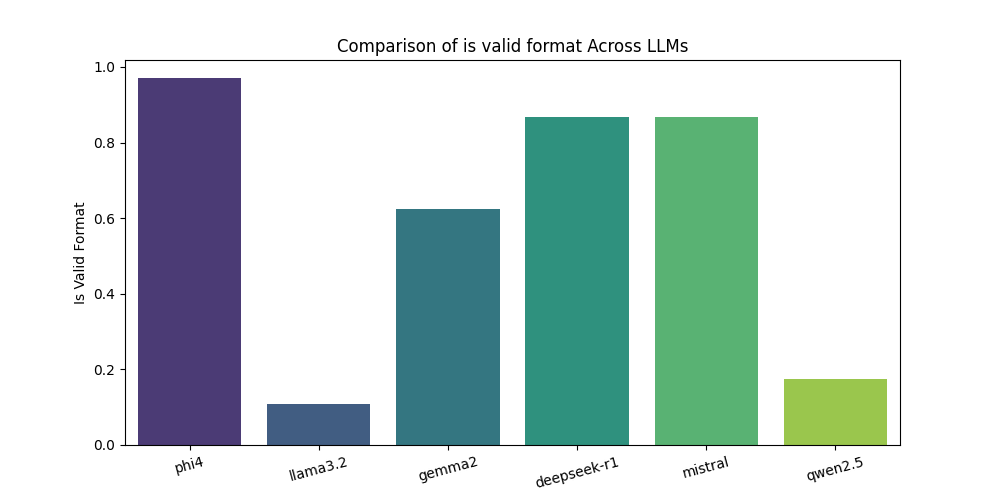 Comparison of is valid format Across LLMs
Is Valid Format
1.0
0.8
0.6
0.4
0.2
0.0
phi4
llama3.2
gemma2
deepseek-r1
mistral
qwen2.5